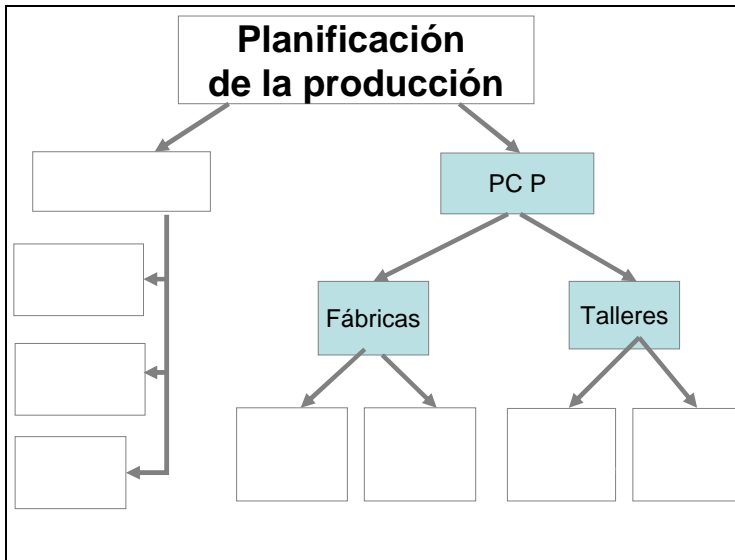 Planificación
de la producción
PC P
Fábricas
Talleres